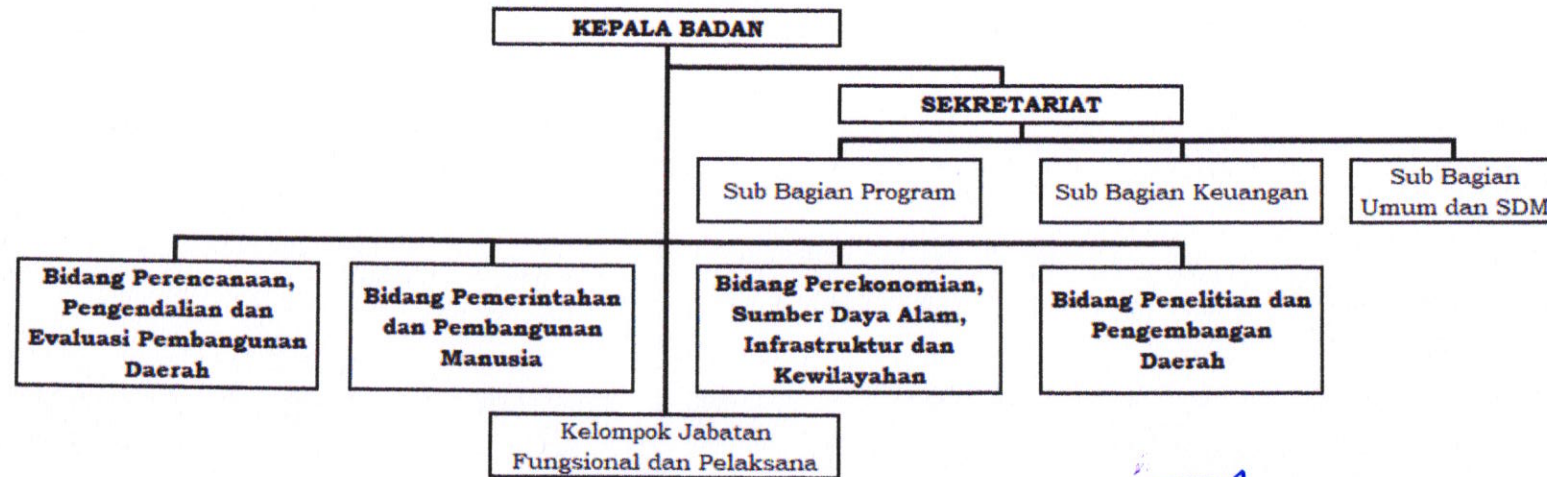 KEPALA BADAN
SEKRETARIAT
Sub Bagian Program
Sub Bagian Keuangan
Sub Bagian
Umum dan SDM
Bidang Perencanaan,
Pengendalian dan
Evaluasi Pembangunan
Daerah
Bidang Pemerintahan
dan Pembangunan
Manusia
Bidang Perekonomian,
Sumber Daya Alam,
Infrastruktur dan
Kewilayahan
Bidang Penelitian dan
Pengembangan
Daerah
Kelompok Jabatan
Fungsional dan Pelaksana